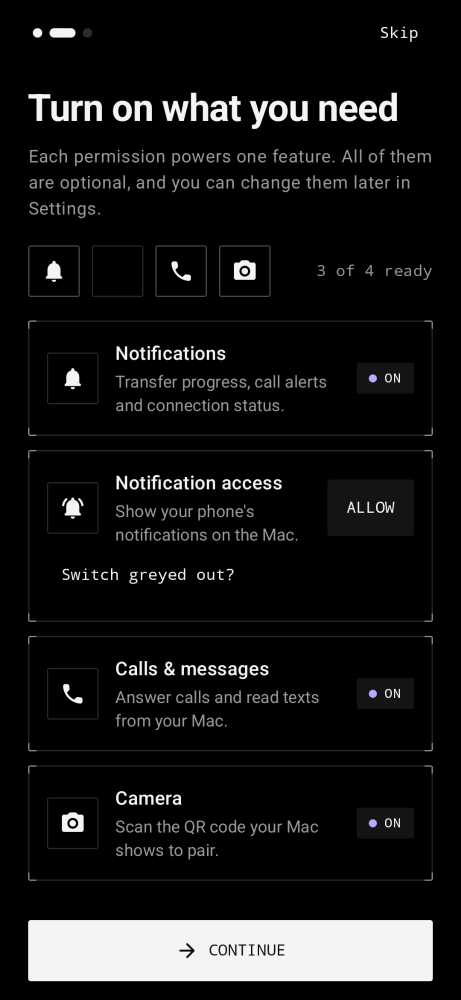 Skip
Turn on what you need
Each permission powers one feature. All of them
are optional, and you can change them later in
Settings.
3 of 4 ready
Notifications
Transfer progress, call alerts
and connection status.
ON
Notification access
Show your phone's
notifications on the Mac.
ALLOW
Switch greyed out?
Calls & messages
Answer calls and read texts
from your Mac.
ON
Camera
Scan the QR code your Mac
shows to pair.
ON
CONTINUE